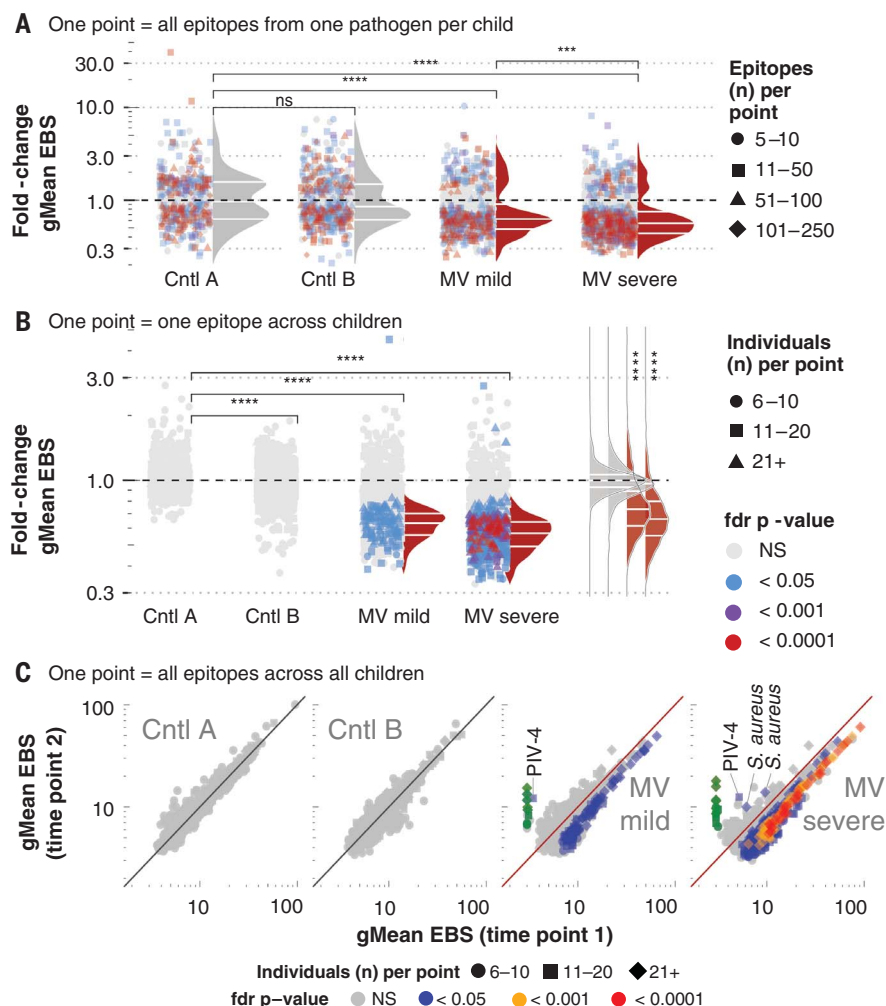 A One point = all epitopes from one pathogen per child
Fold-change
gMean EBS
30.0
10.0
3.0
1.0
0.3
ns
****
****
***
Cntl A
Cntl B
MV mild
MV severe
Epitopes
(n) per
point
5–10
11–50
51–100
101–250
B One point = one epitope across children
Fold-change
gMean EBS
3.0
1.0
0.3
****
****
****
****
****
Cntl A
Cntl B
MV mild
MV severe
Individuals
(n) per point
6–10
11–20
21+
fdr p -value
NS
< 0.05
< 0.001
< 0.0001
C One point = all epitopes across all children
gMean EBS
(time point 2)
100
10
Cntl A
Cntl B
PIV-4
MV
mild
PIV-4
S. aureus
S. aureus
MV
severe
10 100 10 100 10 100 10 100
gMean EBS (time point 1)
Individuals (n) per point 6–10 11–20 21+
fdr p–value NS < 0.05 < 0.001 < 0.0001